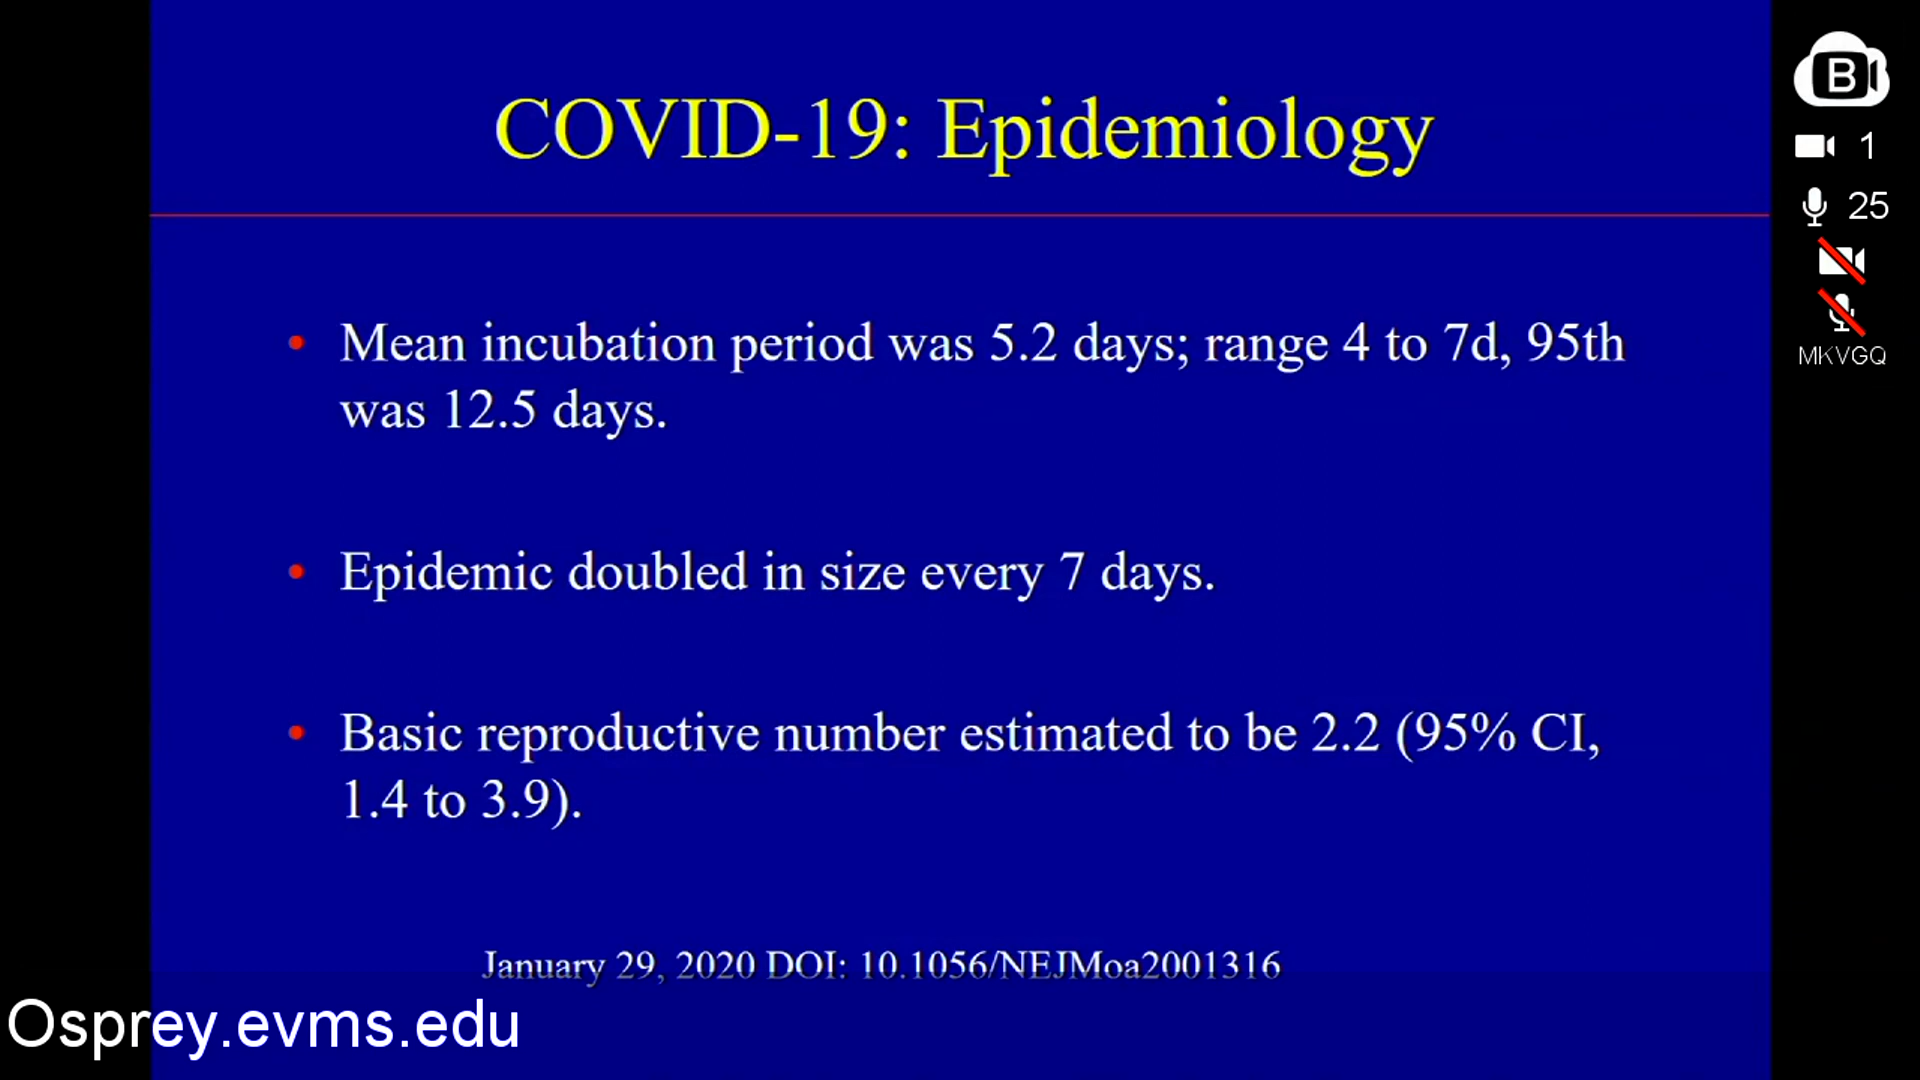 COVID-19: Epidemiology
• Mean incubation period was 5.2 days; range 4 to 7d, 95th
was 12.5 days.
• Epidemic doubled in size every 7 days.
• Basic reproductive number estimated to be 2.2 (95% CI,
1.4 to 3.9).
January 29, 2020 DOI: 10.1056/NEJMoa2001316
Osprey.evms.edu
B
1
25
MKVGQ